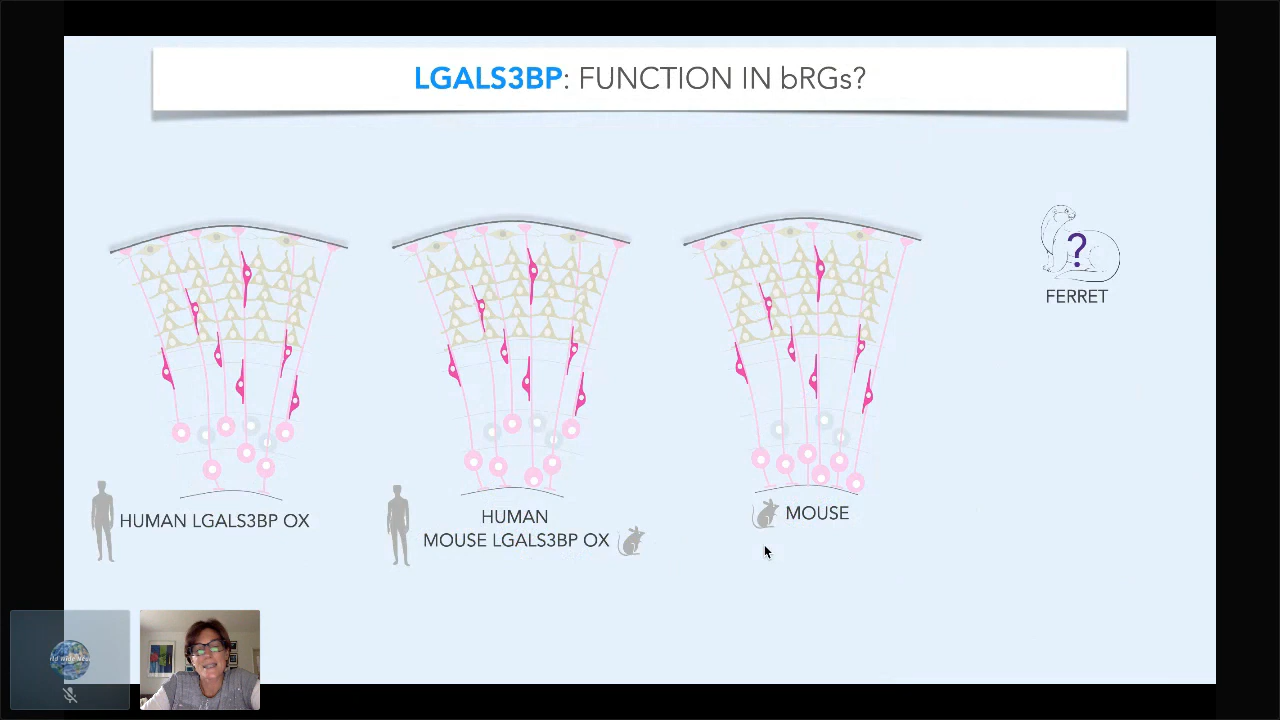 LGALS3BP: FUNCTION IN bRGs?
?
FERRET
HUMAN LGALS3BP OX
HUMAN
MOUSE LGALS3BP OX
MOUSE